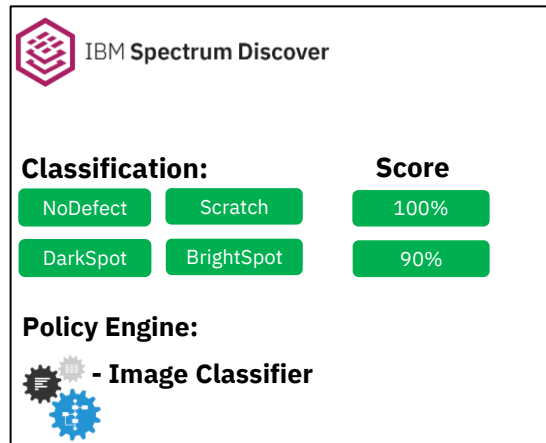 IBM Spectrum Discover
Classification: Score
NoDefect Scratch 100%
DarkSpot BrightSpot 90%
Policy Engine:
- Image Classifier